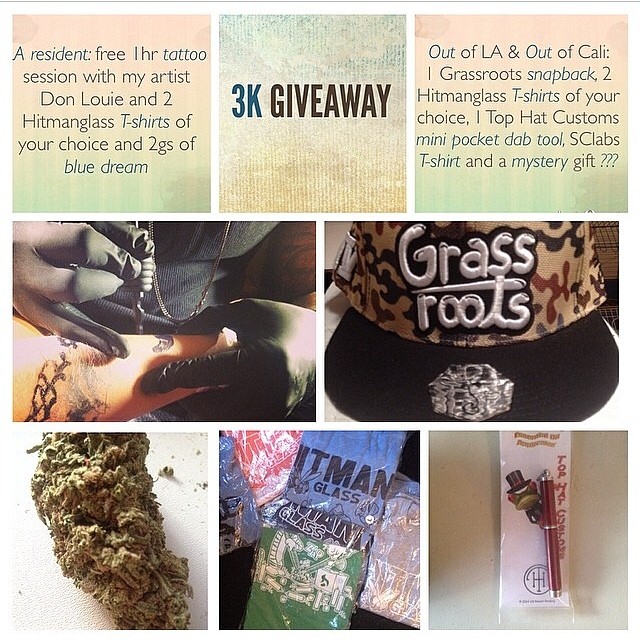 A resident: free 1hr tattoo
session with my artist
Don Louie and 2
Hitmanglass T-shirts of
your choice and 2gs of
blue dream
3K GIVEAWAY
Out of LA & Out of Cali:
1 Grassroots snapback, 2
Hitmanglass T-shirts of your
choice, 1 Top Hat Customs
mini pocket dab tool, SClabs
T-shirt and a mystery gift ???
Grass
roots
HITMAN
GLASS
GLASS
TOP HAT CUSTOMS